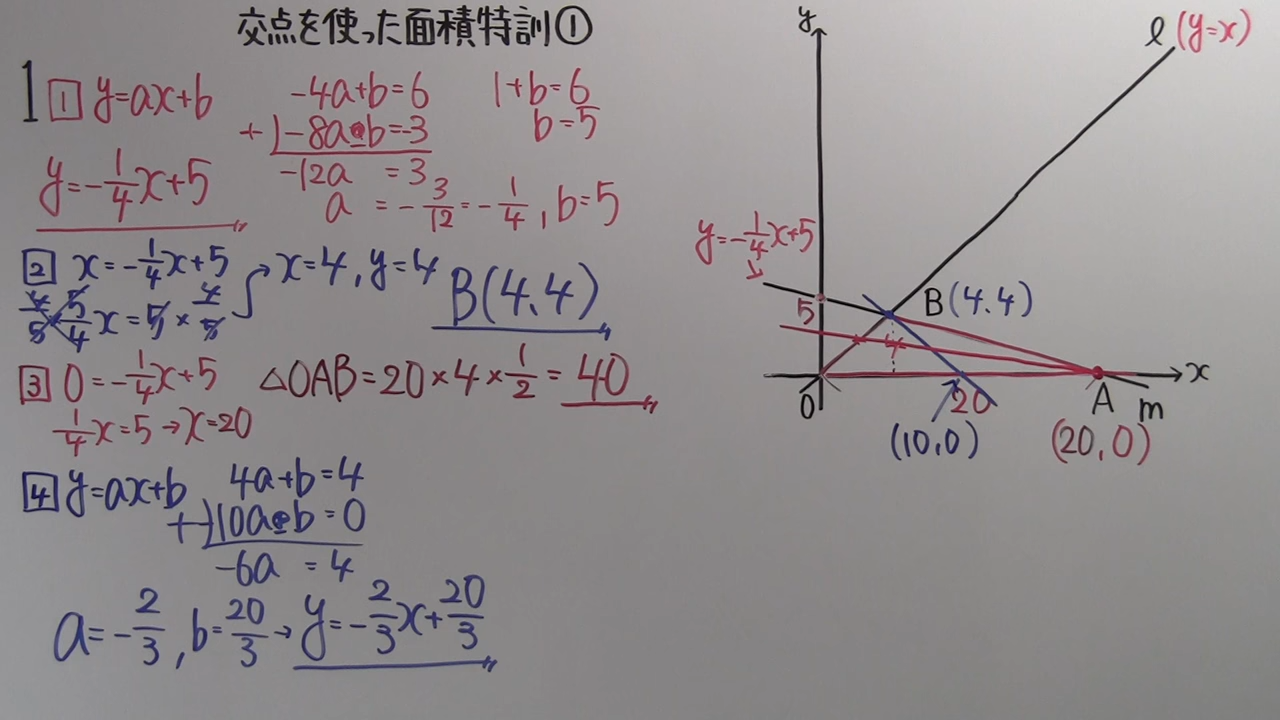 交点を使った面積特訓①
1 1 y=ax+b
-4a+b=6
+)-8a-b=-3
-12a =3
a =-3/12=-1/4, b=5
1+b=6
b=5
y=-1/4x+5
2 x=-1/4x+5
4/5×5/4x=5×4/5
x=4, y=4
B(4.4)
3 0=-1/4x+5
1/4x=5→x=20
△OAB=20×4×1/2=40
4 y=ax+b
4a+b=4
+)-10a-b=0
-6a =4
a=-2/3, b=20/3→y=-2/3x+20/3
y
ℓ(y=x)
y=-1/4x+5
5
B(4.4)
4
x
0
20
A
m
(10,0)
(20,0)